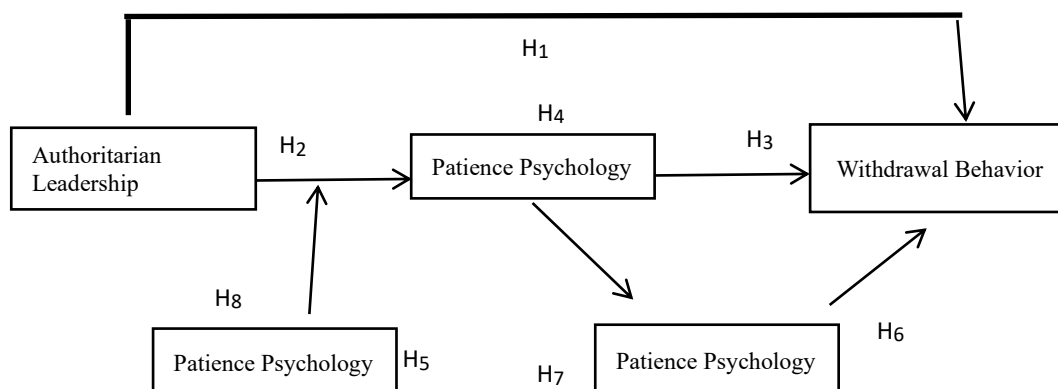 H1
H4
H2
H3
Authoritarian
Leadership
Patience Psychology
Withdrawal Behavior
H8
H5
H6
H7
Patience Psychology
Patience Psychology